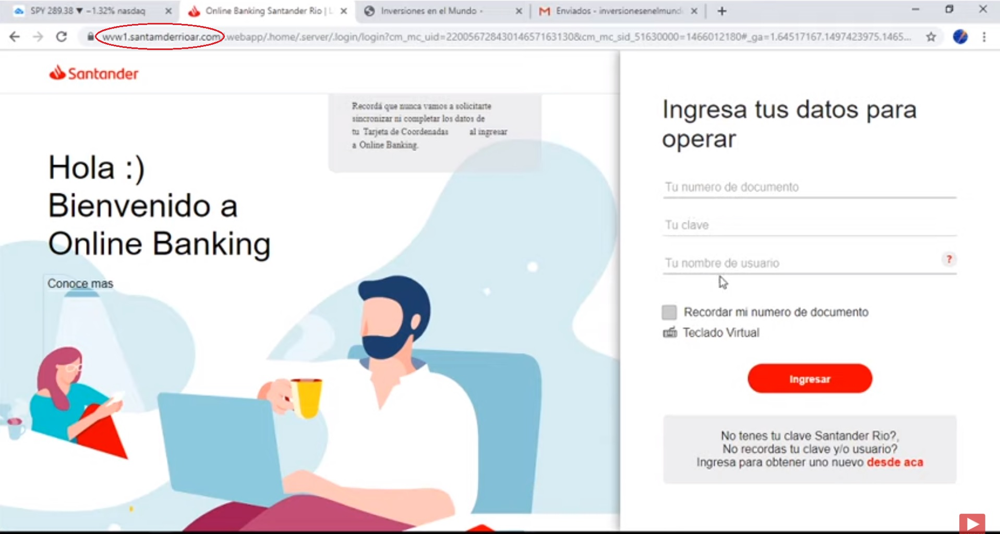 SPY 289.38 ▼ −1.32% nasdaq
Online Banking Santander Rio | L
Inversiones en el Mundo -
Enviados - inversionesenelmund
www1.santamderrioar.com/.webapp/.home/.server/.login/login?cm_mc_uid=22005672843014657163130&cm_mc_sid_51630000=1466012180#_ga=1.64517167.1497423975.1465...
Santander
Recordá que nunca vamos a solicitarte
sincronizar ni completar los datos de
tu Tarjeta de Coordenadas al ingresar
a Online Banking.
Hola :)
Bienvenido a
Online Banking
Conoce mas
Ingresa tus datos para
operar
Tu numero de documento
Tu clave
Tu nombre de usuario
?
Recordar mi numero de documento
Teclado Virtual
Ingresar
No tenes tu clave Santander Rio?,
No recordas tu clave y/o usuario?
Ingresa para obtener uno nuevo desde aca